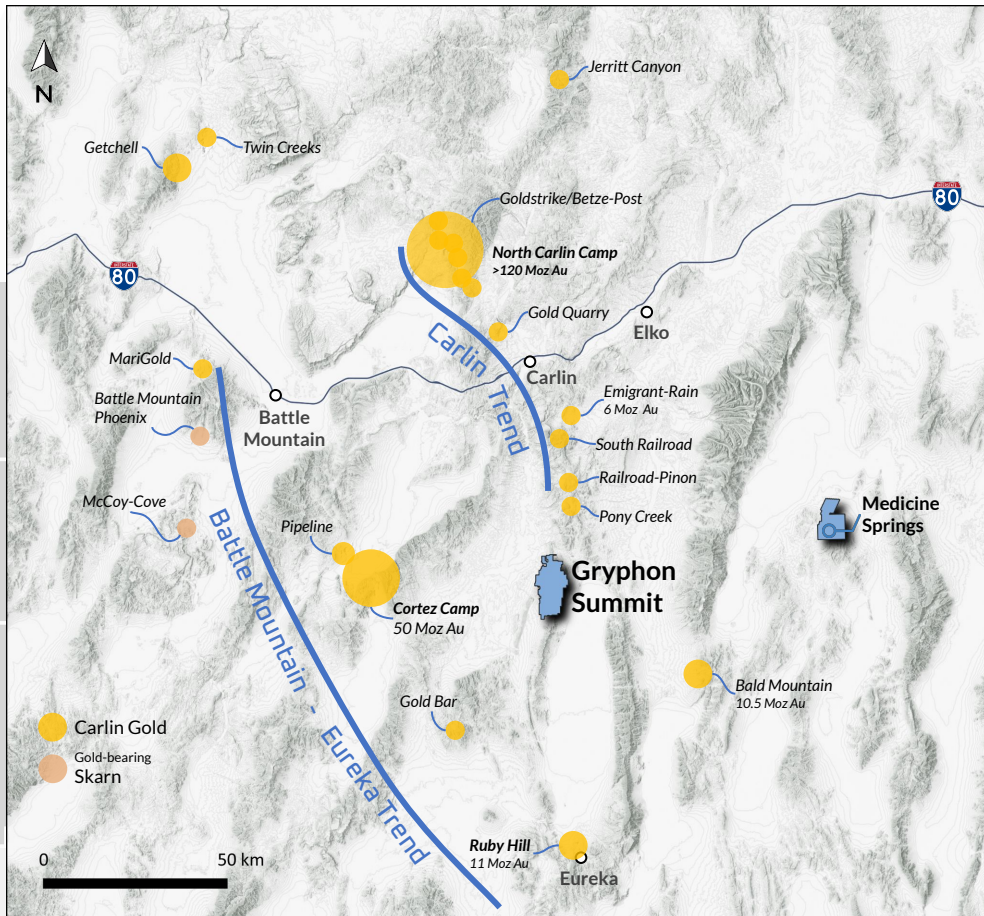 N
Jerritt Canyon
Getchell
Twin Creeks
Goldstrike/Betze-Post
80
North Carlin Camp
>120 Moz Au
80
Gold Quarry
Elko
Carlin
Carlin Trend
MariGold
Battle Mountain
Phoenix
Battle
Mountain
Emigrant-Rain
6 Moz Au
South Railroad
Railroad-Pinon
Pony Creek
McCoy-Cove
Pipeline
Medicine
Springs
Gryphon
Summit
Cortez Camp
50 Moz Au
Battle Mountain - Eureka Trend
Bald Mountain
10.5 Moz Au
Gold Bar
Carlin Gold
Gold-bearing
Skarn
Ruby Hill
11 Moz Au
Eureka
0 50 km